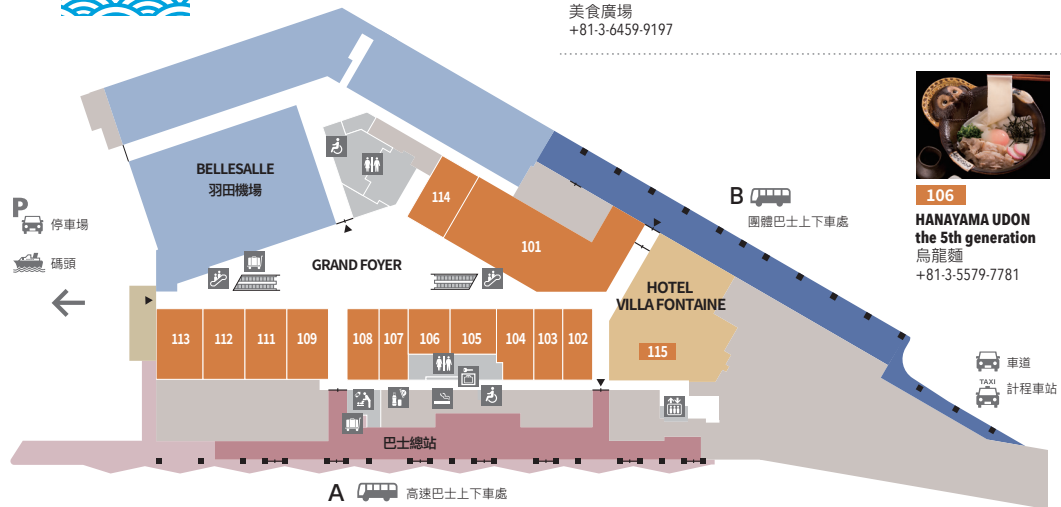 美食廣場
+81-3-6459-9197
106
HANAYAMA UDON
the 5th generation
烏龍麵
+81-3-5579-7781
BELLESALLE
羽田機場
P
停車場
碼頭
GRAND FOYER
114
101
B
團體巴士上下車處
HOTEL
VILLA FONTAINE
115
113
112
111
109
108
107
106
105
104
103
102
車道
TAXI
計程車站
巴士總站
A
高速巴士上下車處